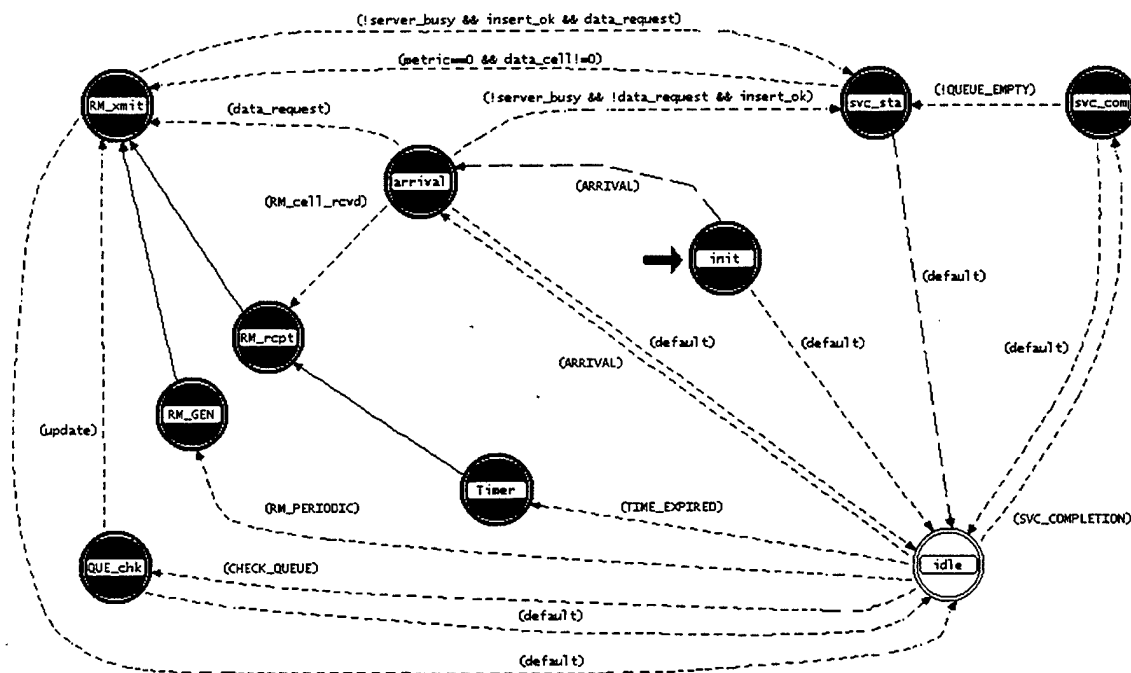 (!server_busy && insert_ok && data_request)
(metric==0 && data_cell!=0)
RM_xmit
(!server_busy && !data_request && insert_ok)
svc_sta
(!QUEUE_EMPTY)
svc_comp
(data_request)
arrival
(ARRIVAL)
(RM_cell_rcvd)
init
(default)
RM_rcpt
(default)
(default)
(default)
(ARRIVAL)
RM_GEN
(update)
Timer
(RM_PERIODIC)
(TIME_EXPIRED)
(SVC_COMPLETION)
QUE_chk
(CHECK_QUEUE)
idle
(default)
(default)